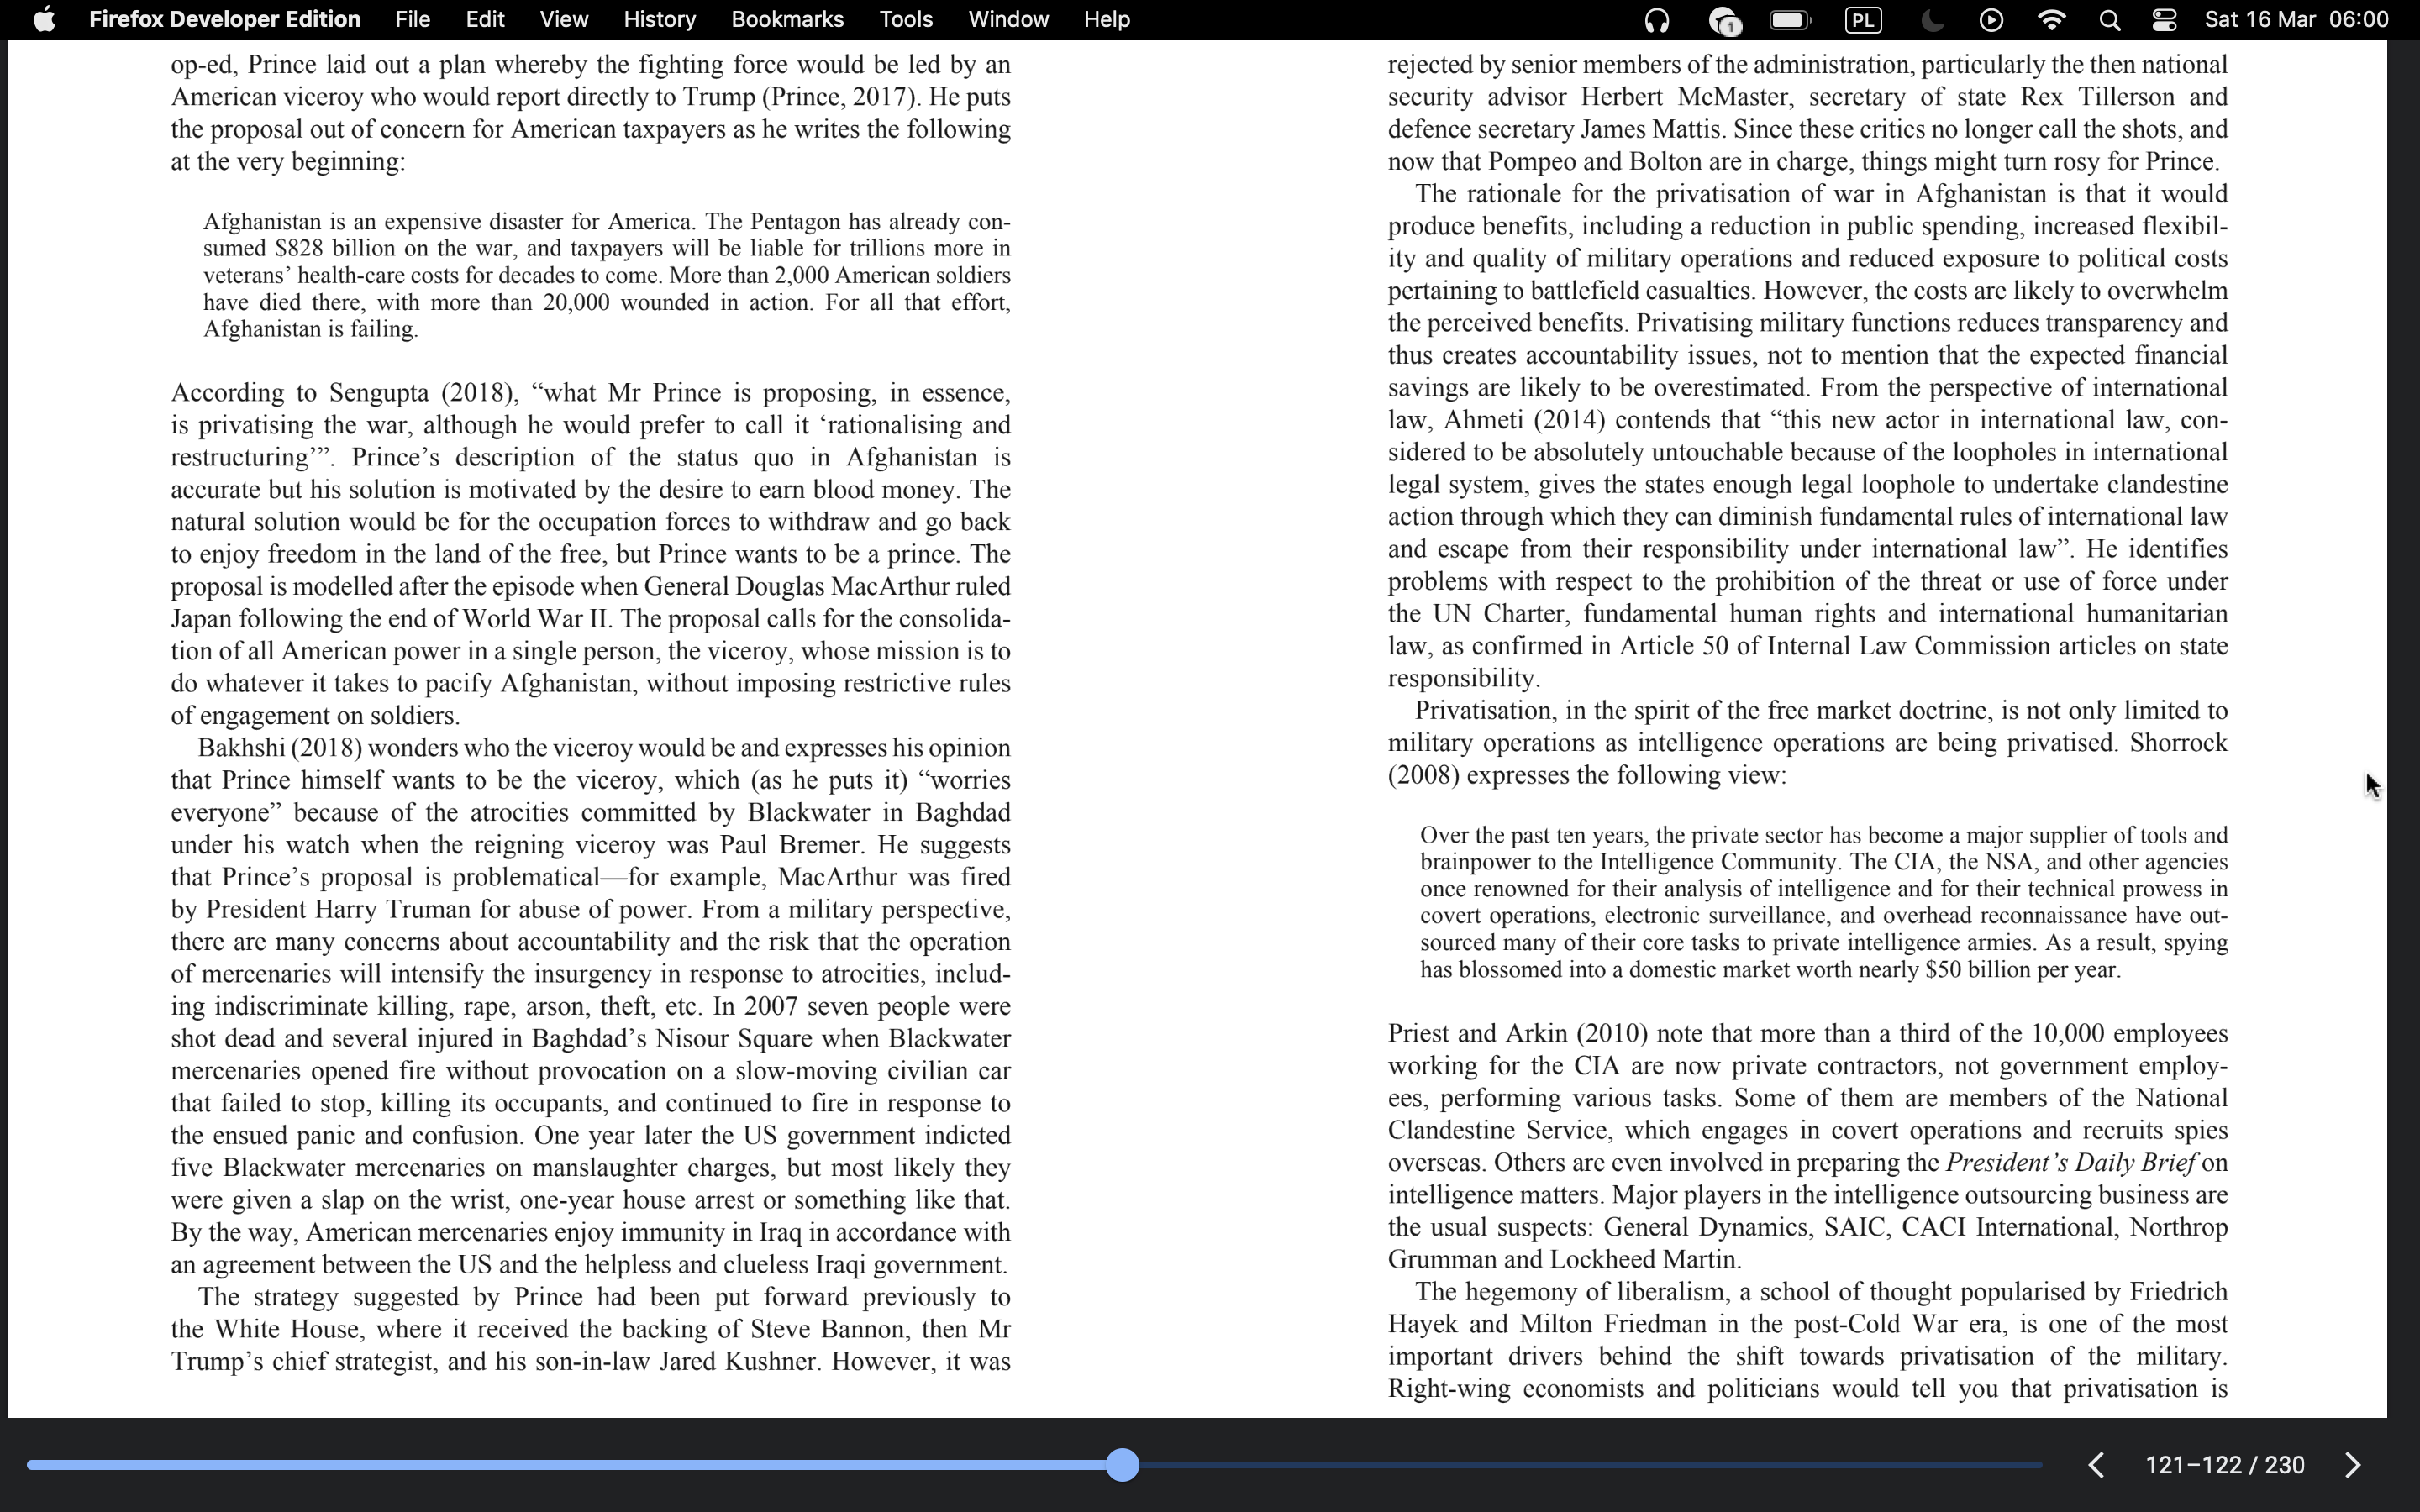 Firefox Developer Edition File Edit View History Bookmarks Tools Window Help 1 PL Sat 16 Mar 06:00
op-ed, Prince laid out a plan whereby the fighting force would be led by an
American viceroy who would report directly to Trump (Prince, 2017). He puts
the proposal out of concern for American taxpayers as he writes the following
at the very beginning:
Afghanistan is an expensive disaster for America. The Pentagon has already con-
sumed $828 billion on the war, and taxpayers will be liable for trillions more in
veterans’ health-care costs for decades to come. More than 2,000 American soldiers
have died there, with more than 20,000 wounded in action. For all that effort,
Afghanistan is failing.
According to Sengupta (2018), “what Mr Prince is proposing, in essence,
is privatising the war, although he would prefer to call it ‘rationalising and
restructuring’”. Prince’s description of the status quo in Afghanistan is
accurate but his solution is motivated by the desire to earn blood money. The
natural solution would be for the occupation forces to withdraw and go back
to enjoy freedom in the land of the free, but Prince wants to be a prince. The
proposal is modelled after the episode when General Douglas MacArthur ruled
Japan following the end of World War II. The proposal calls for the consolida-
tion of all American power in a single person, the viceroy, whose mission is to
do whatever it takes to pacify Afghanistan, without imposing restrictive rules
of engagement on soldiers.
Bakhshi (2018) wonders who the viceroy would be and expresses his opinion
that Prince himself wants to be the viceroy, which (as he puts it) “worries
everyone” because of the atrocities committed by Blackwater in Baghdad
under his watch when the reigning viceroy was Paul Bremer. He suggests
that Prince’s proposal is problematical—for example, MacArthur was fired
by President Harry Truman for abuse of power. From a military perspective,
there are many concerns about accountability and the risk that the operation
of mercenaries will intensify the insurgency in response to atrocities, includ-
ing indiscriminate killing, rape, arson, theft, etc. In 2007 seven people were
shot dead and several injured in Baghdad’s Nisour Square when Blackwater
mercenaries opened fire without provocation on a slow-moving civilian car
that failed to stop, killing its occupants, and continued to fire in response to
the ensued panic and confusion. One year later the US government indicted
five Blackwater mercenaries on manslaughter charges, but most likely they
were given a slap on the wrist, one-year house arrest or something like that.
By the way, American mercenaries enjoy immunity in Iraq in accordance with
an agreement between the US and the helpless and clueless Iraqi government.
The strategy suggested by Prince had been put forward previously to
the White House, where it received the backing of Steve Bannon, then Mr
Trump’s chief strategist, and his son-in-law Jared Kushner. However, it was
rejected by senior members of the administration, particularly the then national
security advisor Herbert McMaster, secretary of state Rex Tillerson and
defence secretary James Mattis. Since these critics no longer call the shots, and
now that Pompeo and Bolton are in charge, things might turn rosy for Prince.
The rationale for the privatisation of war in Afghanistan is that it would
produce benefits, including a reduction in public spending, increased flexibil-
ity and quality of military operations and reduced exposure to political costs
pertaining to battlefield casualties. However, the costs are likely to overwhelm
the perceived benefits. Privatising military functions reduces transparency and
thus creates accountability issues, not to mention that the expected financial
savings are likely to be overestimated. From the perspective of international
law, Ahmeti (2014) contends that “this new actor in international law, con-
sidered to be absolutely untouchable because of the loopholes in international
legal system, gives the states enough legal loophole to undertake clandestine
action through which they can diminish fundamental rules of international law
and escape from their responsibility under international law”. He identifies
problems with respect to the prohibition of the threat or use of force under
the UN Charter, fundamental human rights and international humanitarian
law, as confirmed in Article 50 of Internal Law Commission articles on state
responsibility.
Privatisation, in the spirit of the free market doctrine, is not only limited to
military operations as intelligence operations are being privatised. Shorrock
(2008) expresses the following view:
Over the past ten years, the private sector has become a major supplier of tools and
brainpower to the Intelligence Community. The CIA, the NSA, and other agencies
once renowned for their analysis of intelligence and for their technical prowess in
covert operations, electronic surveillance, and overhead reconnaissance have out-
sourced many of their core tasks to private intelligence armies. As a result, spying
has blossomed into a domestic market worth nearly $50 billion per year.
Priest and Arkin (2010) note that more than a third of the 10,000 employees
working for the CIA are now private contractors, not government employ-
ees, performing various tasks. Some of them are members of the National
Clandestine Service, which engages in covert operations and recruits spies
overseas. Others are even involved in preparing the President’s Daily Brief on
intelligence matters. Major players in the intelligence outsourcing business are
the usual suspects: General Dynamics, SAIC, CACI International, Northrop
Grumman and Lockheed Martin.
The hegemony of liberalism, a school of thought popularised by Friedrich
Hayek and Milton Friedman in the post-Cold War era, is one of the most
important drivers behind the shift towards privatisation of the military.
Right-wing economists and politicians would tell you that privatisation is
121–122 / 230